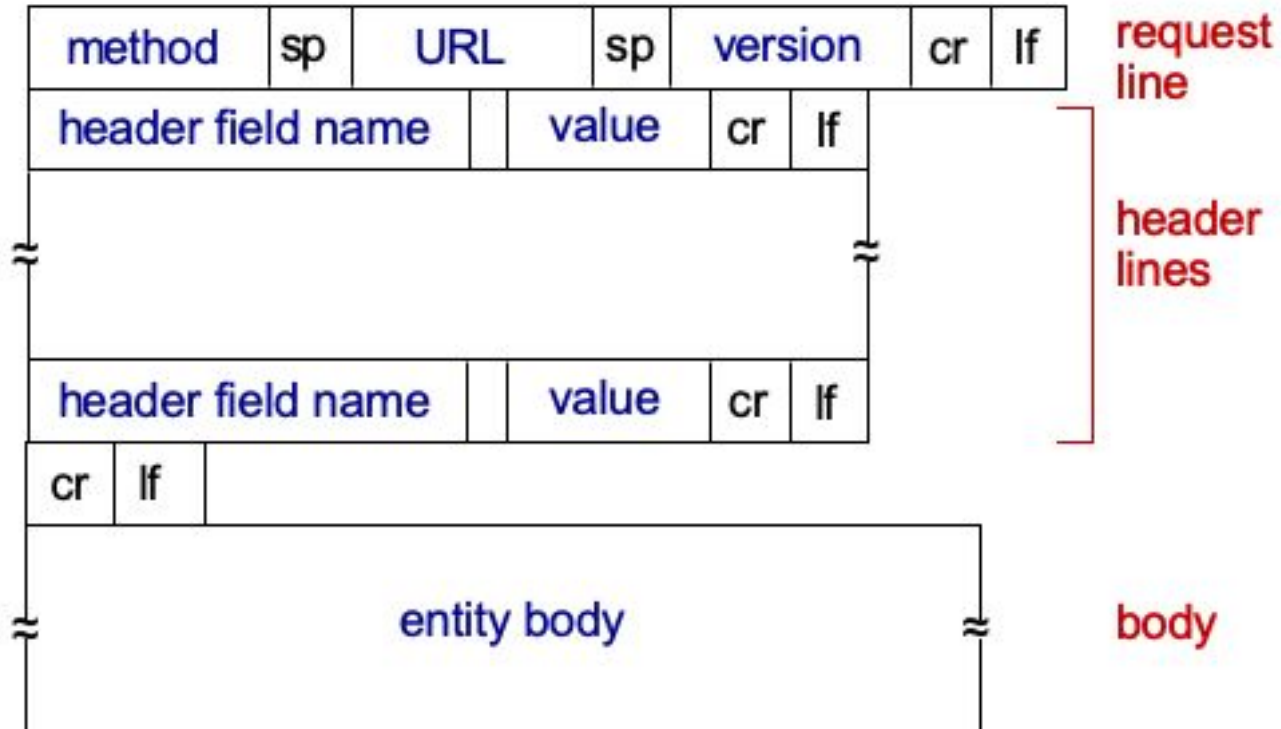 method sp URL sp version cr lf
request
line
header field name value cr lf
header
lines
header field name value cr lf
cr lf
entity body
body